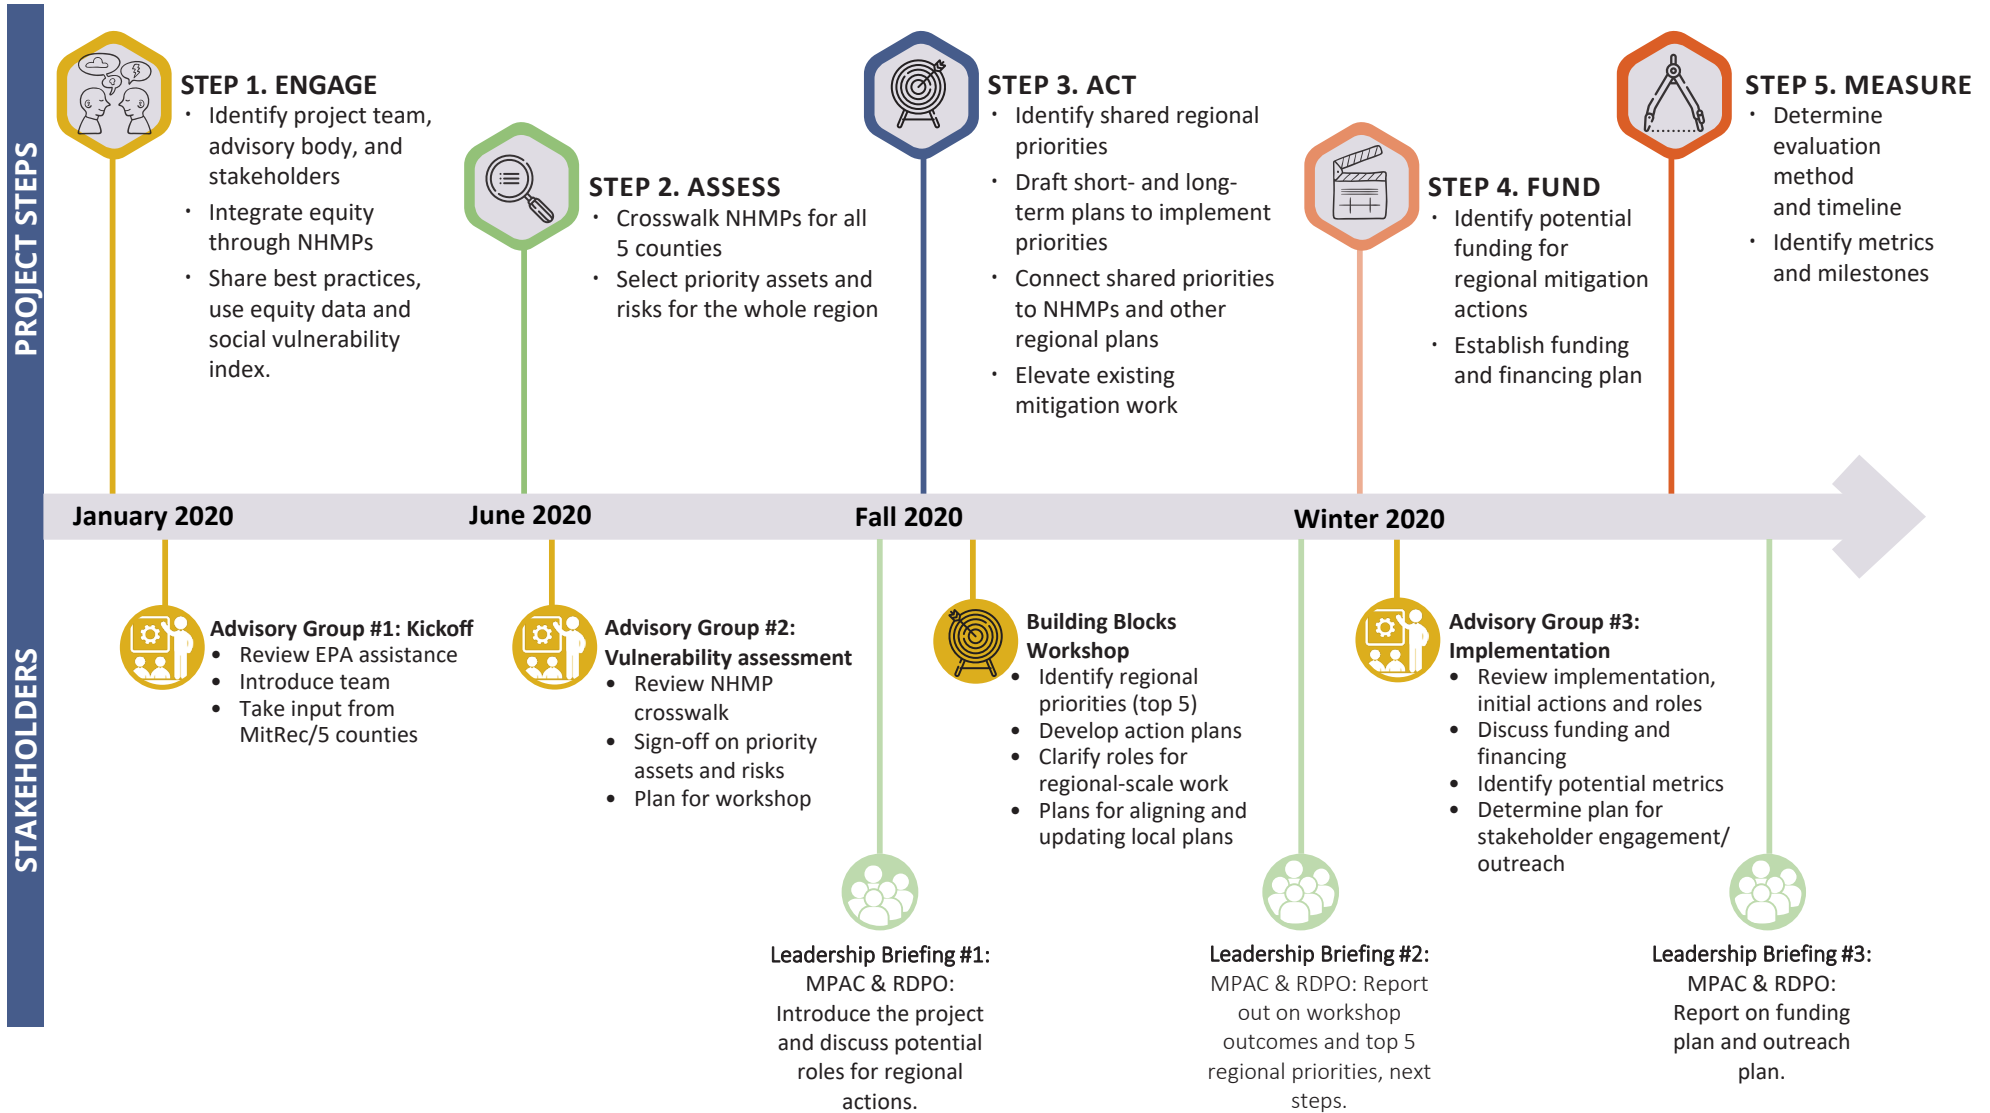 PROJECT STEPS
STEP 1. ENGAGE
· Identify project team,
advisory body, and
stakeholders
· Integrate equity
through NHMPs
· Share best practices,
use equity data and
social vulnerability
index.
STEP 2. ASSESS
· Crosswalk NHMPs for all
5 counties
· Select priority assets and
risks for the whole region
STEP 3. ACT
· Identify shared regional
priorities
· Draft short- and long-
term plans to implement
priorities
· Connect shared priorities
to NHMPs and other
regional plans
· Elevate existing
mitigation work
STEP 4. FUND
· Identify potential
funding for
regional mitigation
actions
· Establish funding
and financing plan
STEP 5. MEASURE
· Determine
evaluation
method
and timeline
· Identify metrics
and milestones
January 2020
June 2020
Fall 2020
Winter 2020
STAKEHOLDERS
Advisory Group #1: Kickoff
• Review EPA assistance
• Introduce team
• Take input from
MitRec/5 counties
Advisory Group #2:
Vulnerability assessment
• Review NHMP
crosswalk
• Sign-off on priority
assets and risks
• Plan for workshop
Building Blocks
Workshop
• Identify regional
priorities (top 5)
• Develop action plans
• Clarify roles for
regional-scale work
• Plans for aligning and
updating local plans
Advisory Group #3:
Implementation
• Review implementation,
initial actions and roles
• Discuss funding and
financing
• Identify potential metrics
• Determine plan for
stakeholder engagement/
outreach
Leadership Briefing #1:
MPAC & RDPO:
Introduce the project
and discuss potential
roles for regional
actions.
Leadership Briefing #2:
MPAC & RDPO: Report
out on workshop
outcomes and top 5
regional priorities, next
steps.
Leadership Briefing #3:
MPAC & RDPO:
Report on funding
plan and outreach
plan.